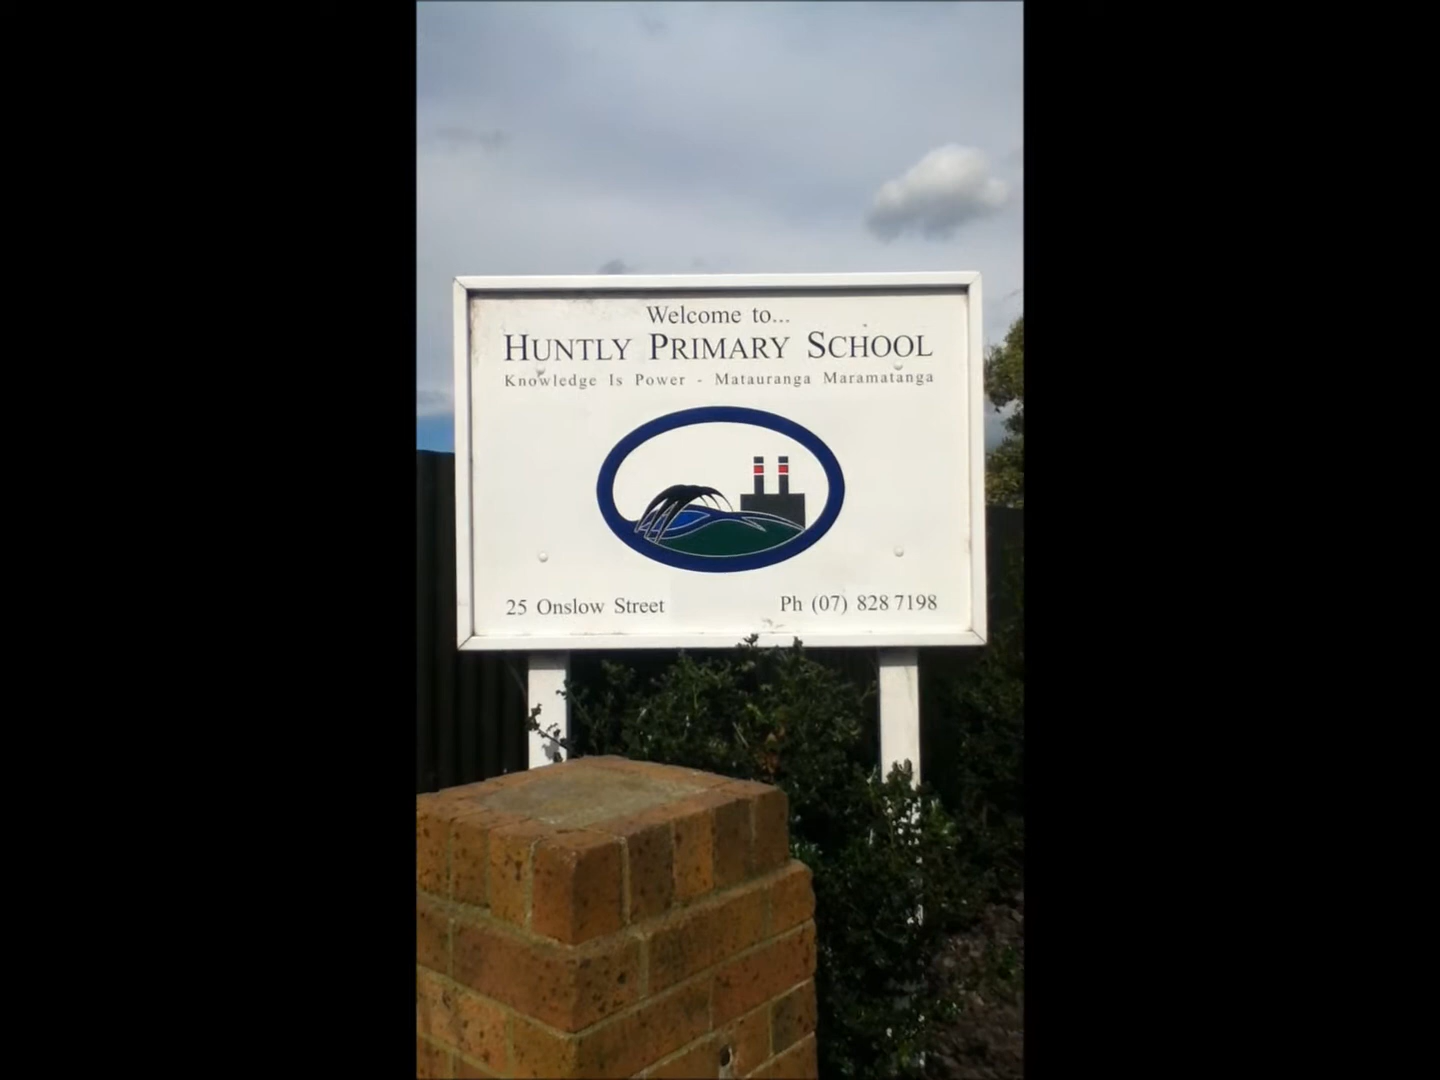 Welcome to...
HUNTLY PRIMARY SCHOOL
Knowledge Is Power - Matauranga Maramatanga
25 Onslow Street
Ph (07) 828 7198